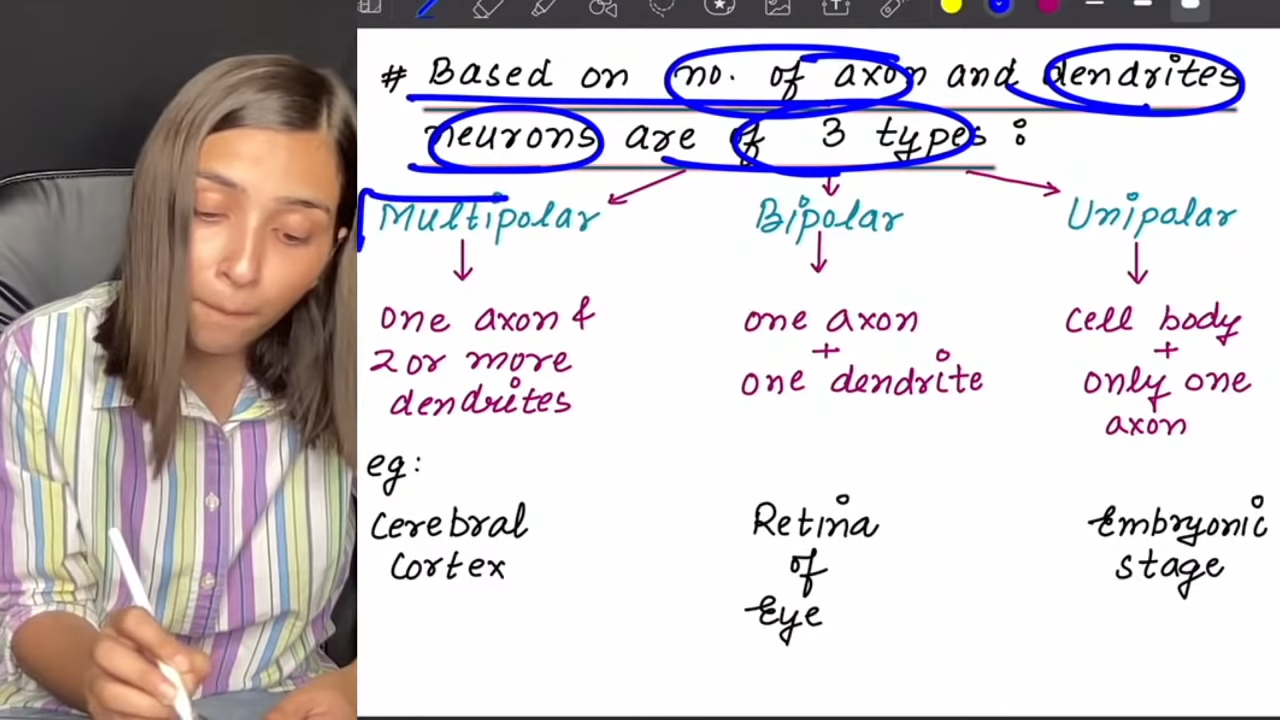 # Based on no. of axon and dendrites
neurons are of 3 types :
Multipolar
Bipolar
Unipolar
one axon &
2 or more
dendrites
one axon
+
one dendrite
cell body
+
only one
axon
eg:
Cerebral
Cortex
Retina
of
Eye
Embryonic
stage